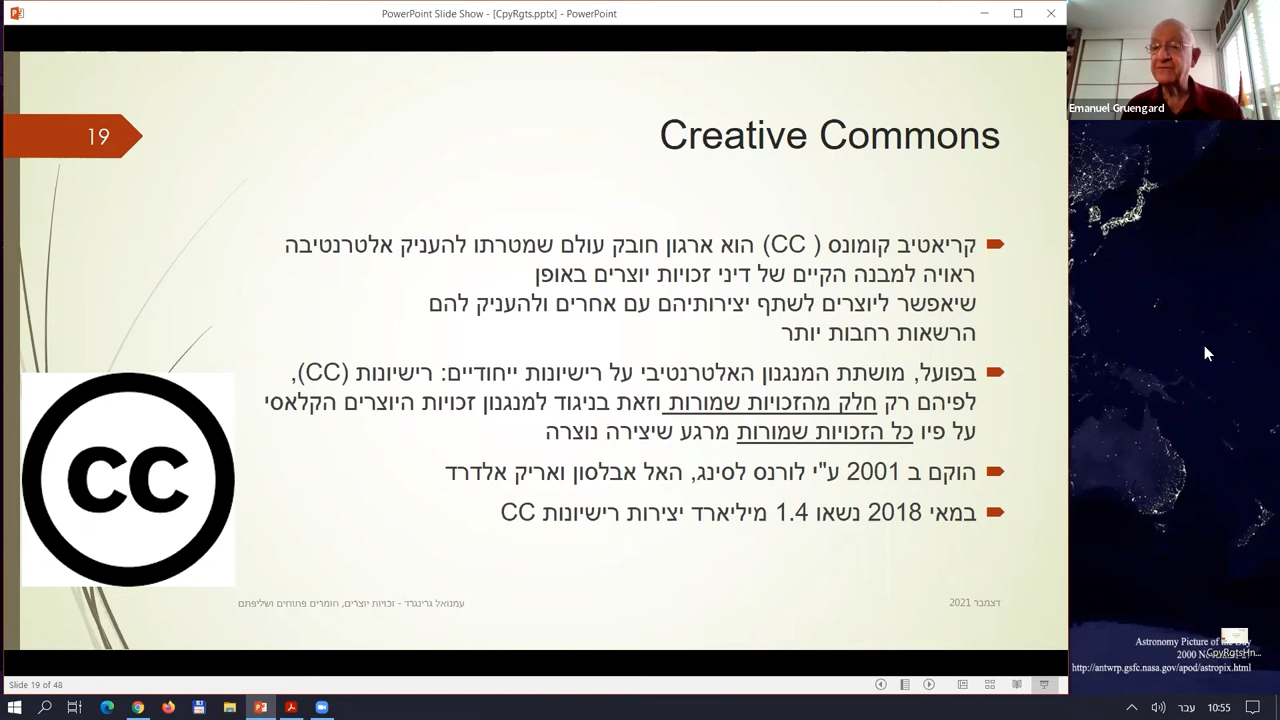 PowerPoint Slide Show - [CpyRgts.pptx] - PowerPoint
Emanuel Gruengard
19
Creative Commons
קריאטיב קומונס ( CC) הוא ארגון חובק עולם שמטרתו להעניק אלטרנטיבה
ראויה למבנה הקיים של דיני זכויות יוצרים באופן
שיאפשר ליוצרים לשתף יצירותיהם עם אחרים ולהעניק להם
הרשאות רחבות יותר
בפועל, מושתת המנגנון האלטרנטיבי על רישיונות ייחודיים: רישיונות (CC),
לפיהם רק חלק מהזכויות שמורות וזאת בניגוד למנגנון זכויות היוצרים הקלאסי
על פיו כל הזכויות שמורות מרגע שיצירה נוצרה
הוקם ב 2001 ע"י לורנס לסינג, האל אבלסון ואריק אלדרד
במאי 2018 נשאו 1.4 מיליארד יצירות רישיונות CC
cc
דצמבר 2021
עמנואל גרינגרד - זכויות יוצרים, חומרים פתוחים ושליפתם
Astronomy Picture of the Day
2000
CpyRgtsHn...
http://antwrp.gsfc.nasa.gov/apod/astropix.html
Slide 19 of 48
עבר
10:55